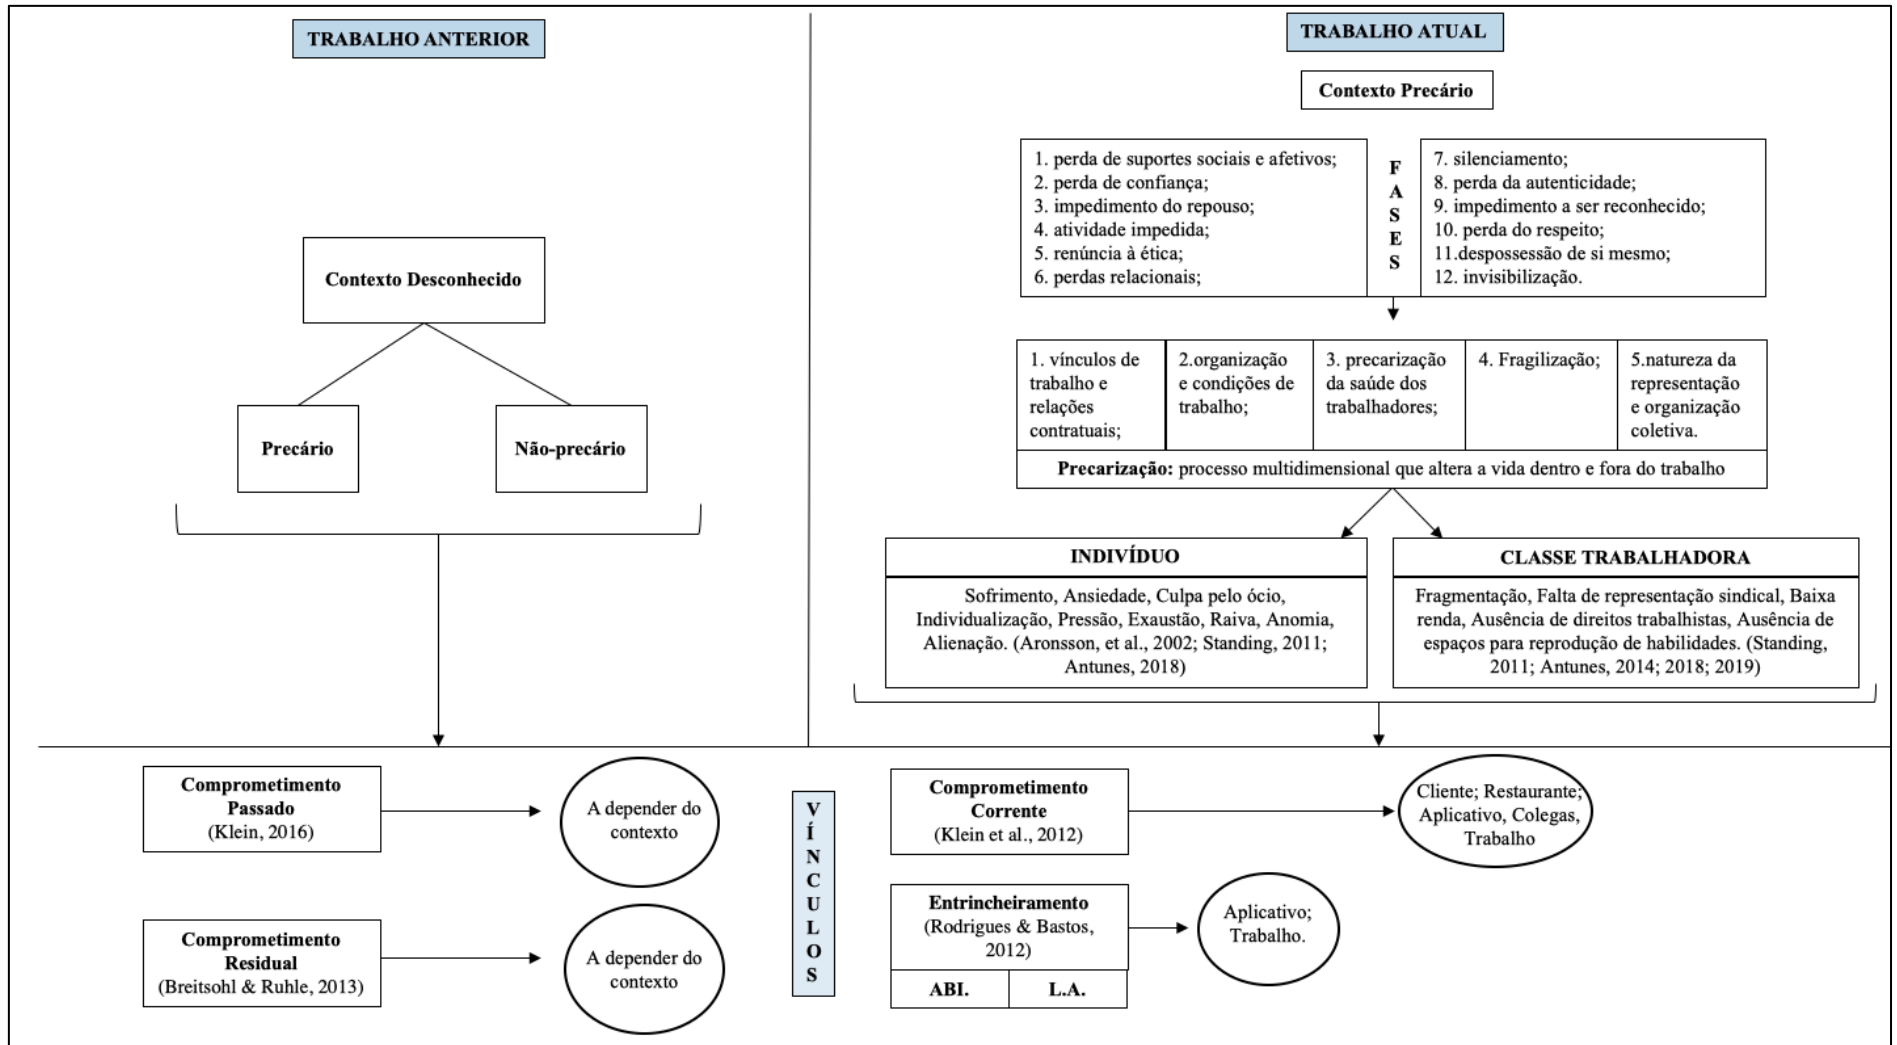 TRABALHO ANTERIOR
Contexto Desconhecido
Precário
Não-precário
TRABALHO ATUAL
Contexto Precário
1. perda de suportes sociais e afetivos;
2. perda de confiança;
3. impedimento do repouso;
4. atividade impedida;
5. renúncia à ética;
6. perdas relacionais;
F
A
S
E
S
7. silenciamento;
8. perda da autenticidade;
9. impedimento a ser reconhecido;
10. perda do respeito;
11.despossessão de si mesmo;
12. invisibilização.
1. vínculos de
trabalho e
relações
contratuais;
2.organização
e condições de
trabalho;
3. precarização
da saúde dos
trabalhadores;
4. Fragilização;
5.natureza da
representação
e organização
coletiva.
Precarização: processo multidimensional que altera a vida dentro e fora do trabalho
INDIVÍDUO
Sofrimento, Ansiedade, Culpa pelo ócio,
Individualização, Pressão, Exaustão, Raiva, Anomia,
Alienação. (Aronsson, et al., 2002; Standing, 2011;
Antunes, 2018)
CLASSE TRABALHADORA
Fragmentação, Falta de representação sindical, Baixa
renda, Ausência de direitos trabalhistas, Ausência de
espaços para reprodução de habilidades. (Standing,
2011; Antunes, 2014; 2018; 2019)
Comprometimento
Passado
(Klein, 2016)
A depender do
contexto
Comprometimento
Residual
(Breitsohl & Ruhle, 2013)
A depender do
contexto
V
Í
N
C
U
L
O
S
Comprometimento
Corrente
(Klein et al., 2012)
Cliente; Restaurante;
Aplicativo, Colegas,
Trabalho
Entrincheiramento
(Rodrigues & Bastos,
2012)
ABI.
L.A.
Aplicativo;
Trabalho.